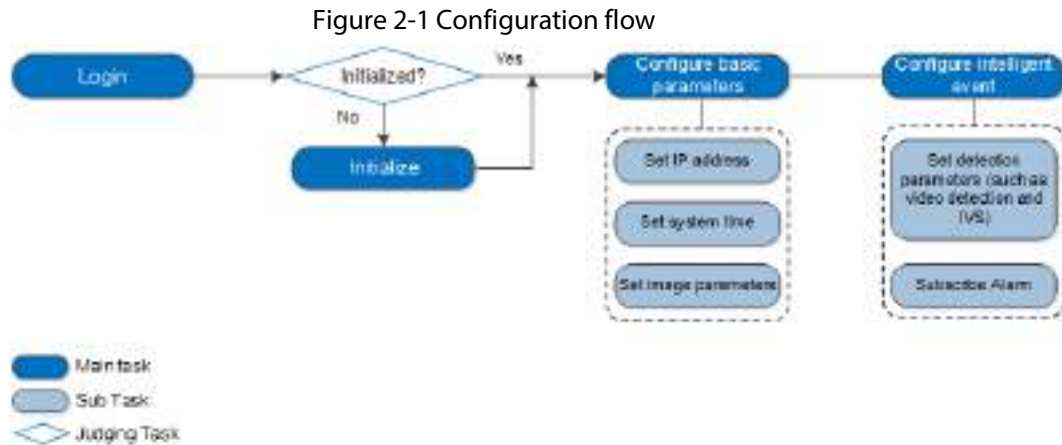 Figure 2-1 Configuration flow
Login
Initialized?
Yes
No
Initialize
Configure basic
parameters
Set IP address
Set system time
Set image parameters
Configure intelligent
event
Set detection
parameters (such as
video detection and
IVS)
Subscribe Alarm
Main task
Sub Task
Judging Task